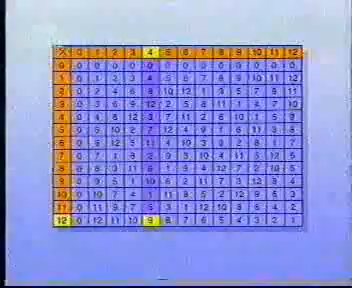 X 0 1 2 3 4 5 6 7 8 9 10 11 12
0 0 0 0 0 0 0 0 0 0 0 0 0 0
1 0 1 2 3 4 5 6 7 8 9 10 11 12
2 0 2 4 6 8 10 12 1 3 5 7 9 11
3 0 3 6 9 12 2 5 8 11 1 4 7 10
4 0 4 8 12 3 7 11 2 6 10 1 5 9
5 0 5 10 2 7 12 4 9 1 6 11 3 8
6 0 6 12 5 11 4 10 3 9 2 8 1 7
7 0 7 1 8 2 9 3 10 4 11 5 12 6
8 0 8 3 11 6 1 9 4 12 7 2 10 5
9 0 9 5 1 10 6 2 11 7 3 12 8 4
10 0 10 7 4 1 11 8 5 2 12 9 6 3
11 0 11 9 7 5 3 1 12 10 8 6 4 2
12 0 12 11 10 9 8 7 6 5 4 3 2 1